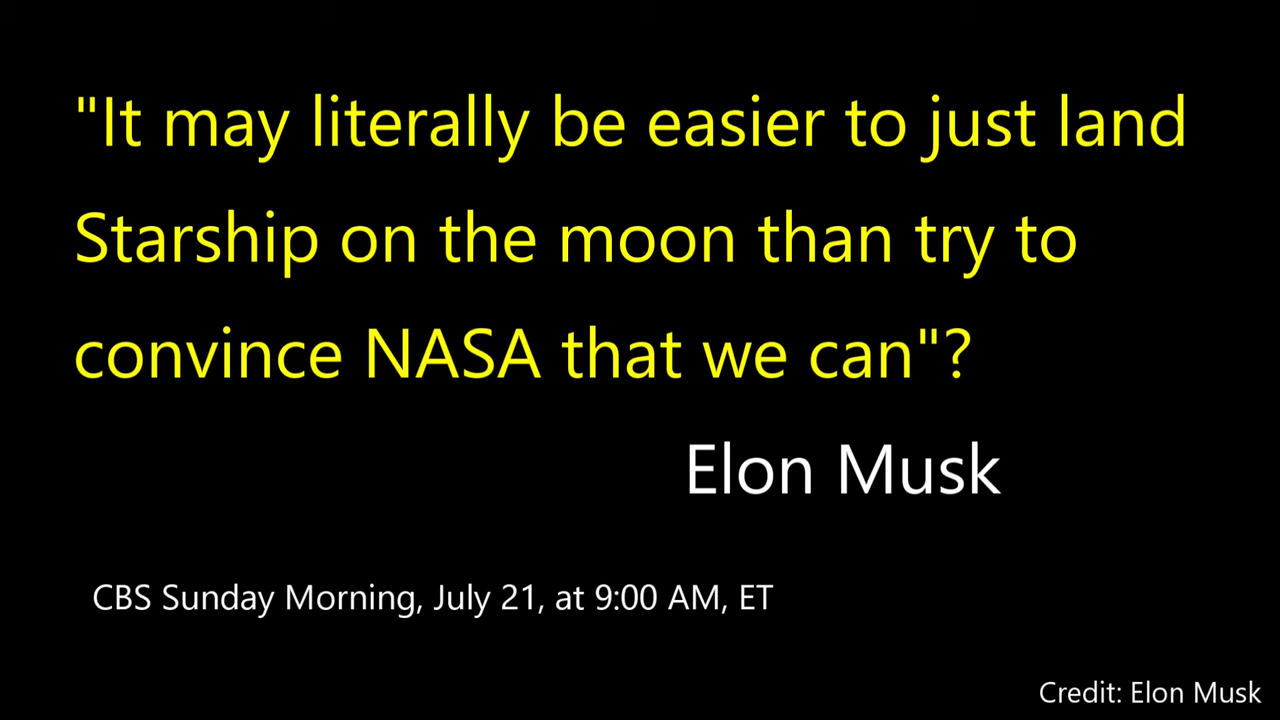 "It may literally be easier to just land
Starship on the moon than try to
convince NASA that we can"?
Elon Musk
CBS Sunday Morning, July 21, at 9:00 AM, ET
Credit: Elon Musk